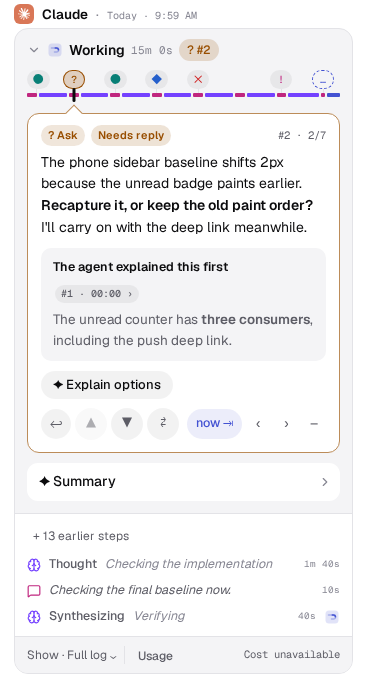 Claude · Today · 9:59 AM
Working 15m 0s ? #2
? ✕ ! …
? Ask Needs reply #2 · 2/7
The phone sidebar baseline shifts 2px
because the unread badge paints earlier.
Recapture it, or keep the old paint order?
I'll carry on with the deep link meanwhile.
The agent explained this first
#1 · 00:00 ›
The unread counter has three consumers,
including the push deep link.
✦ Explain options
↩ ▲ ▼ ⇄ now ⇥ ‹ › –
✦ Summary ›
+ 13 earlier steps
Thought Checking the implementation 1m 40s
Checking the final baseline now. 10s
Synthesizing Verifying 40s
Show · Full log ⌄ Usage Cost unavailable